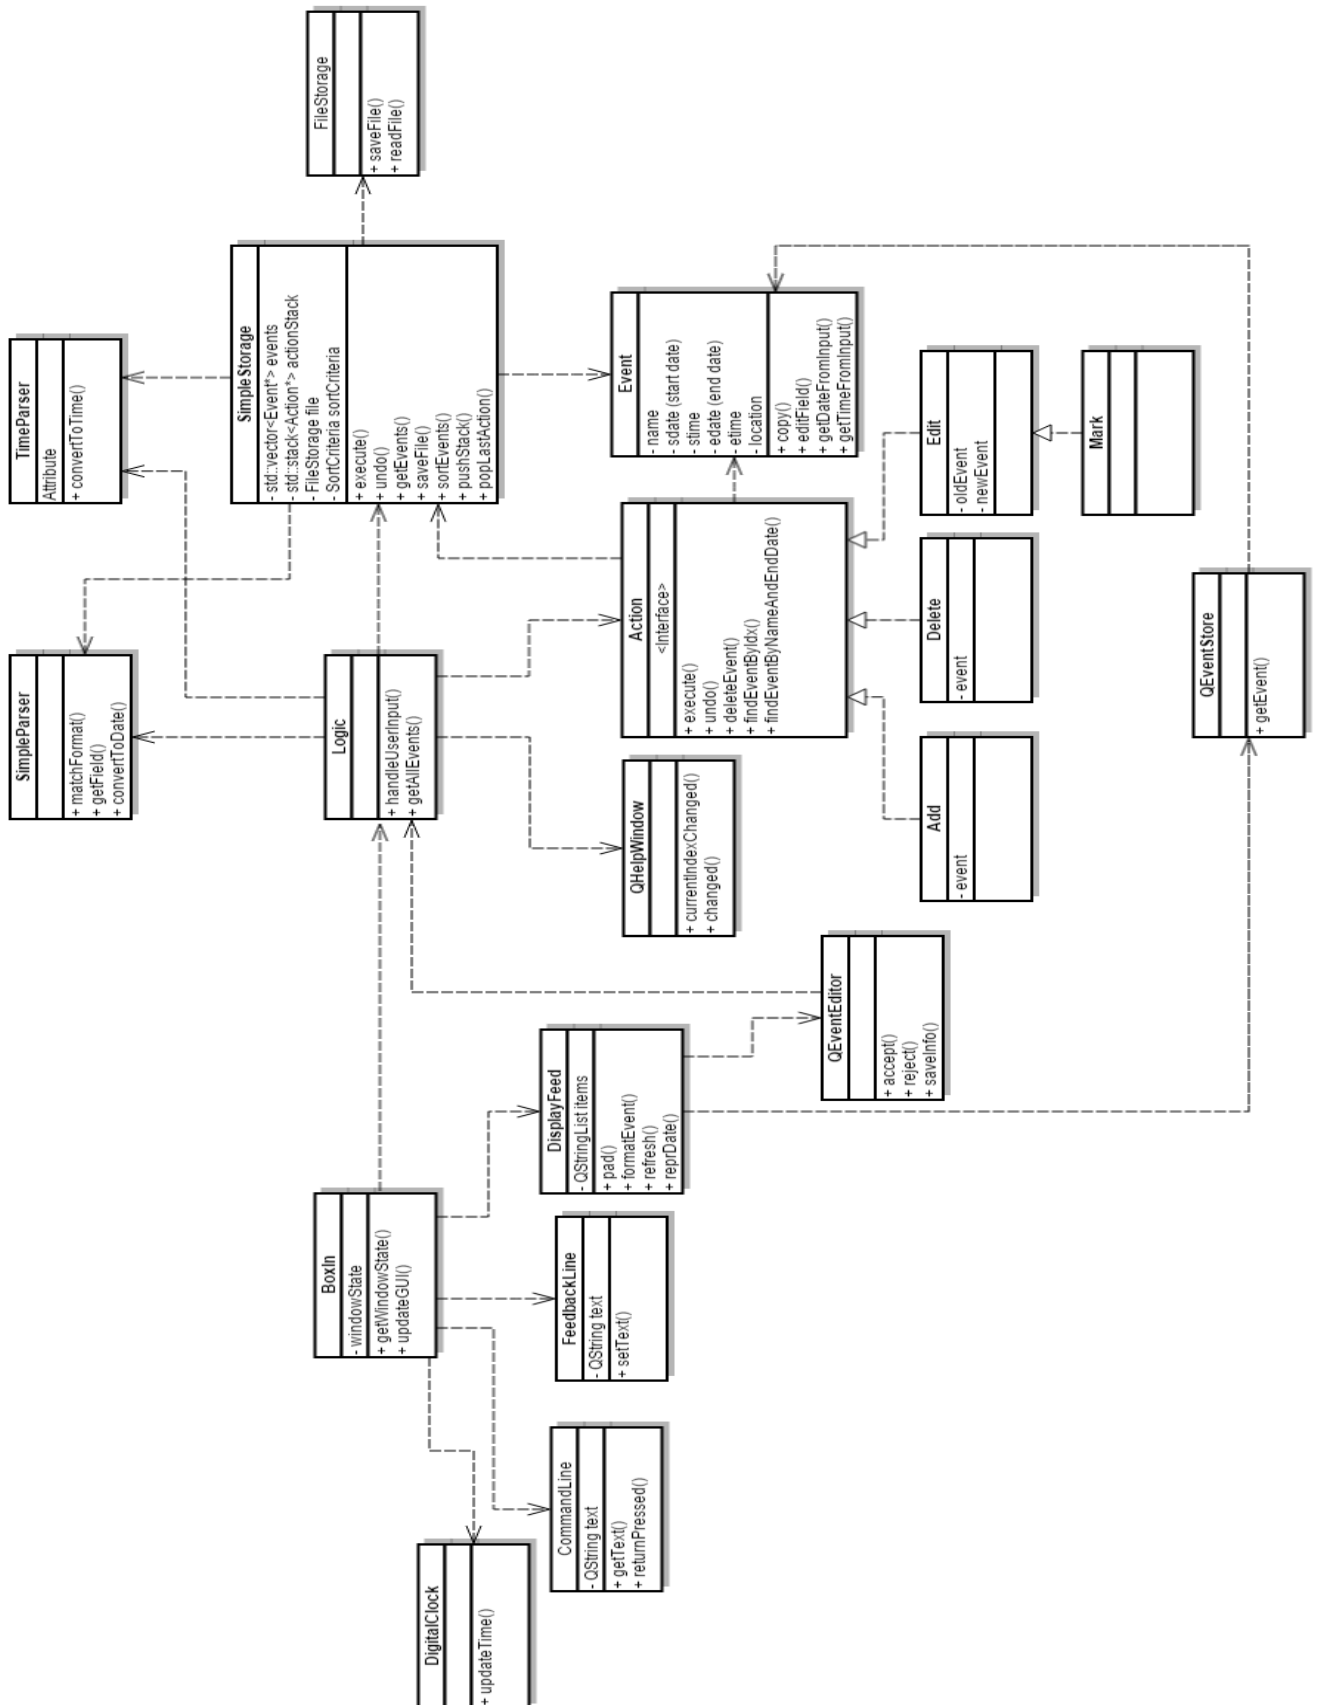 FileStorage
+ saveFile()
+ readFile()
TimeParser
Attribute
+ convertToTime()
SimpleStorage
- std::vector<Event*> events
- std::stack<Action*> actionStack
- FileStorage file
- SortCriteria sortCriteria
+ execute()
+ undo()
+ getEvents()
+ saveFile()
+ sortEvents()
+ pushStack()
+ popLastAction()
SimpleParser
+ matchFormat()
+ getField()
+ convertToDate()
Logic
+ handleUserInput()
+ getAllEvents()
Event
- name
- sdate (start date)
- stime
- edate (end date)
- etime
- location
+ copy()
+ editField()
+ getDateFromInput()
+ getTimeFromInput()
Action
<Interface>
+ execute()
+ undo()
+ deleteEvent()
+ findEventByIdx()
+ findEventByNameAndEndDate()
QHelpWindow
+ currentIndexChanged()
+ changed()
Edit
- oldEvent
- newEvent
Mark
Delete
- event
Add
- event
QEventStore
+ getEvent()
QEventEditor
+ accept()
+ reject()
+ saveInfo()
DisplayFeed
- QStringList items
+ pad()
+ formatEvent()
+ refresh()
+ reprDate()
BoxIn
- windowState
+ getWindowState()
+ updateGUI()
FeedbackLine
- QString text
+ setText()
CommandLine
- QString text
+ getText()
+ returnPressed()
DigitalClock
+ updateTime()